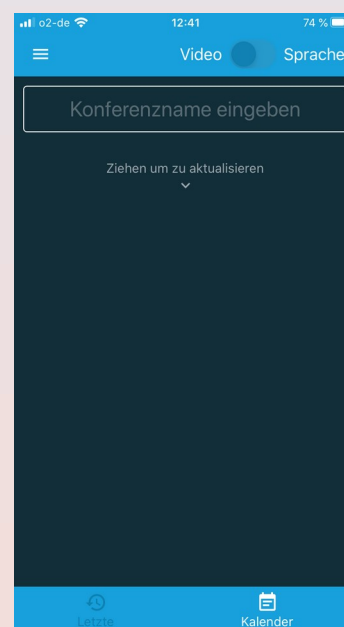 o2-de 12:41 74 %
Video Sprache
Konferenzname eingeben
Ziehen um zu aktualisieren
Letzte Kalender